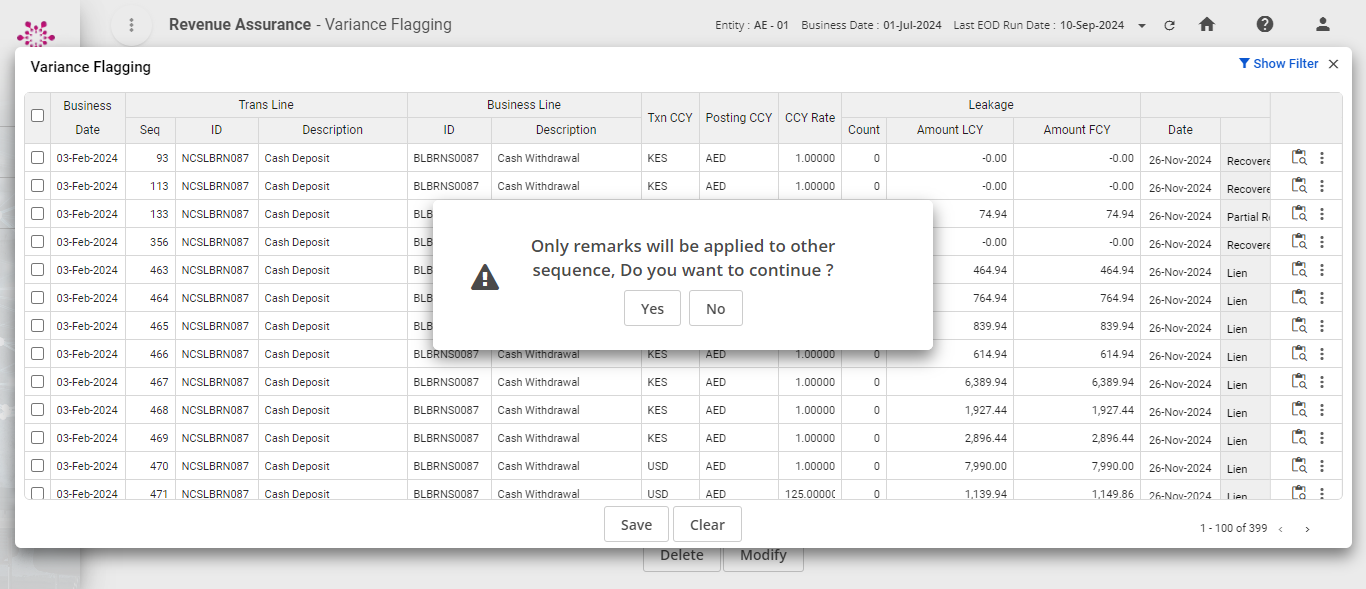 Revenue Assurance - Variance Flagging
Entity : AE - 01 Business Date : 01-Jul-2024 Last EOD Run Date : 10-Sep-2024
Variance Flagging
Show Filter
Business Date Trans Line Business Line Txn CCY Posting CCY CCY Rate Leakage
Seq ID Description ID Description Count Amount LCY Amount FCY Date
03-Feb-2024 93 NCSLBRN087 Cash Deposit BLBRNS0087 Cash Withdrawal KES AED 1.00000 0 -0.00 -0.00 26-Nov-2024 Recovere
03-Feb-2024 113 NCSLBRN087 Cash Deposit BLBRNS0087 Cash Withdrawal KES AED 1.00000 0 -0.00 -0.00 26-Nov-2024 Recovere
03-Feb-2024 133 NCSLBRN087 Cash Deposit BLB 74.94 74.94 26-Nov-2024 Partial Re
03-Feb-2024 356 NCSLBRN087 Cash Deposit BLB -0.00 -0.00 26-Nov-2024 Recovere
03-Feb-2024 463 NCSLBRN087 Cash Deposit BLB 464.94 464.94 26-Nov-2024 Lien
03-Feb-2024 464 NCSLBRN087 Cash Deposit BLB 764.94 764.94 26-Nov-2024 Lien
03-Feb-2024 465 NCSLBRN087 Cash Deposit BLB 839.94 839.94 26-Nov-2024 Lien
03-Feb-2024 466 NCSLBRN087 Cash Deposit BLBRNS0087 Cash Withdrawal KES AED 1.00000 0 614.94 614.94 26-Nov-2024 Lien
03-Feb-2024 467 NCSLBRN087 Cash Deposit BLBRNS0087 Cash Withdrawal KES AED 1.00000 0 6,389.94 6,389.94 26-Nov-2024 Lien
03-Feb-2024 468 NCSLBRN087 Cash Deposit BLBRNS0087 Cash Withdrawal KES AED 1.00000 0 1,927.44 1,927.44 26-Nov-2024 Lien
03-Feb-2024 469 NCSLBRN087 Cash Deposit BLBRNS0087 Cash Withdrawal KES AED 1.00000 0 2,896.44 2,896.44 26-Nov-2024 Lien
03-Feb-2024 470 NCSLBRN087 Cash Deposit BLBRNS0087 Cash Withdrawal USD AED 1.00000 0 7,990.00 7,990.00 26-Nov-2024 Lien
03-Feb-2024 471 NCSLBRN087 Cash Deposit BLBRNS0087 Cash Withdrawal USD AED 125.00000 0 1,139.94 1,149.86 26-Nov-2024 Lien
Only remarks will be applied to other
sequence, Do you want to continue ?
Yes No
Save Clear
1 - 100 of 399
Delete Modify